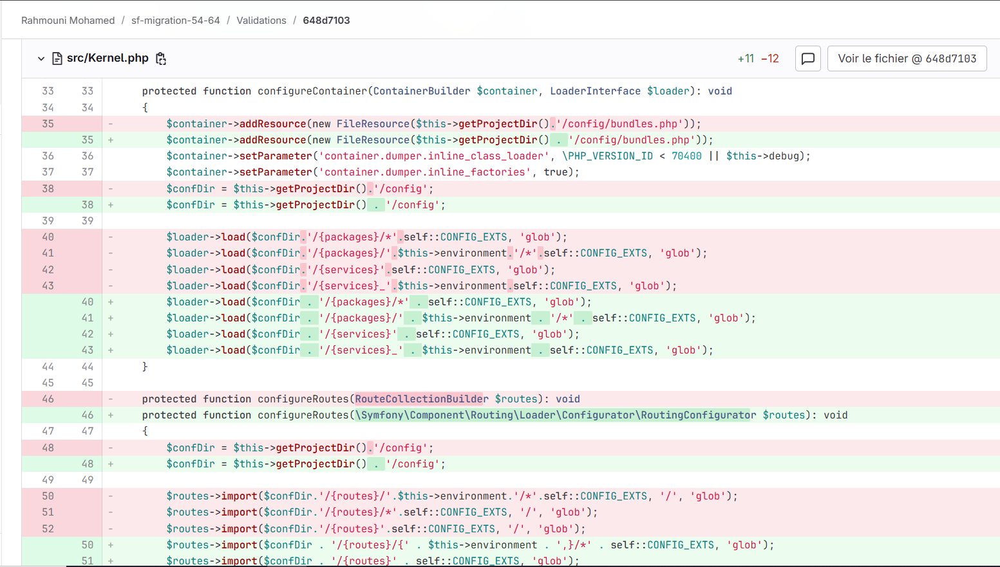 Rahmouni Mohamed / sf-migration-54-64 / Validations / 648d7103
src/Kernel.php +11 −12 Voir le fichier @ 648d7103
33 33 protected function configureContainer(ContainerBuilder $container, LoaderInterface $loader): void
34 34 {
35 - $container->addResource(new FileResource($this->getProjectDir().'/config/bundles.php'));
35 + $container->addResource(new FileResource($this->getProjectDir() . '/config/bundles.php'));
36 36 $container->setParameter('container.dumper.inline_class_loader', \PHP_VERSION_ID < 70400 || $this->debug);
37 37 $container->setParameter('container.dumper.inline_factories', true);
38 - $confDir = $this->getProjectDir().'/config';
38 + $confDir = $this->getProjectDir() . '/config';
39 39
40 - $loader->load($confDir.'/{packages}/*'.self::CONFIG_EXTS, 'glob');
41 - $loader->load($confDir.'/{packages}/'.$this->environment.'/*'.self::CONFIG_EXTS, 'glob');
42 - $loader->load($confDir.'/{services}'.self::CONFIG_EXTS, 'glob');
43 - $loader->load($confDir.'/{services}_'.$this->environment.self::CONFIG_EXTS, 'glob');
40 + $loader->load($confDir . '/{packages}/*' . self::CONFIG_EXTS, 'glob');
41 + $loader->load($confDir . '/{packages}/' . $this->environment . '/*' . self::CONFIG_EXTS, 'glob');
42 + $loader->load($confDir . '/{services}' . self::CONFIG_EXTS, 'glob');
43 + $loader->load($confDir . '/{services}_' . $this->environment . self::CONFIG_EXTS, 'glob');
44 44 }
45 45
46 - protected function configureRoutes(RouteCollectionBuilder $routes): void
46 + protected function configureRoutes(\Symfony\Component\Routing\Loader\Configurator\RoutingConfigurator $routes): void
47 47 {
48 - $confDir = $this->getProjectDir().'/config';
48 + $confDir = $this->getProjectDir() . '/config';
49 49
50 - $routes->import($confDir.'/{routes}/'.$this->environment.'/*'.self::CONFIG_EXTS, '/', 'glob');
51 - $routes->import($confDir.'/{routes}/*'.self::CONFIG_EXTS, '/', 'glob');
52 - $routes->import($confDir.'/{routes}'.self::CONFIG_EXTS, '/', 'glob');
50 + $routes->import($confDir . '/{routes}/{' . $this->environment . ',}/*' . self::CONFIG_EXTS, 'glob');
51 + $routes->import($confDir . '/{routes}' . self::CONFIG_EXTS, 'glob');